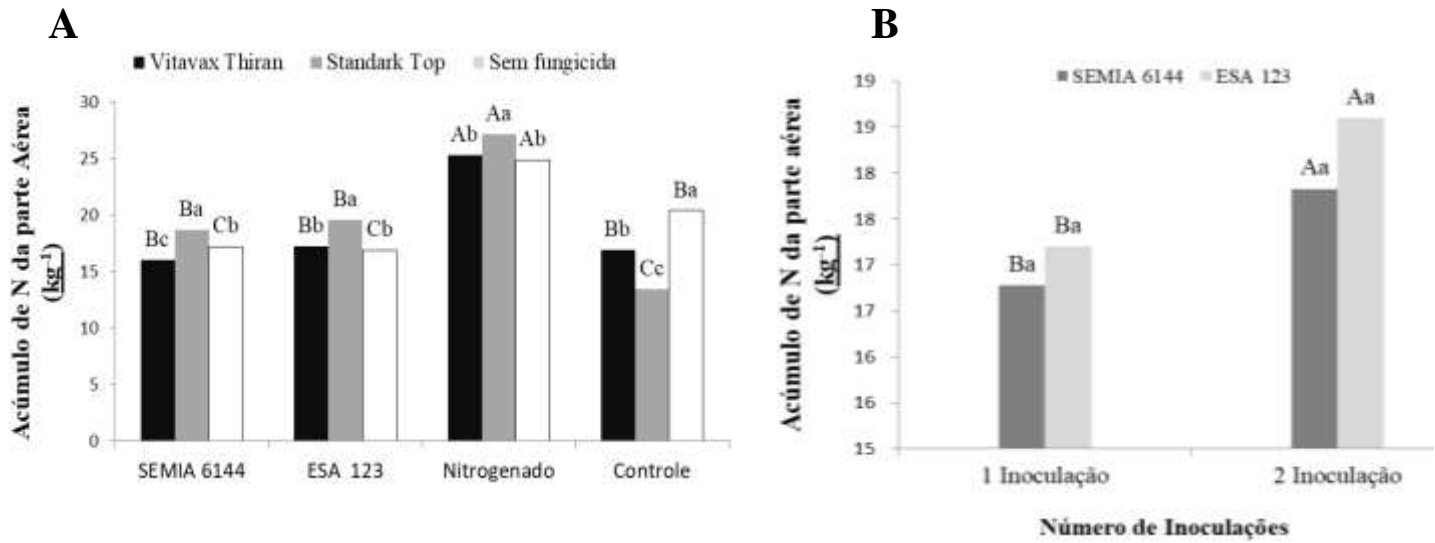 A
Vitavax Thiran Standark Top Sem fungicida
Acúmulo de N da parte Aérea
(kg⁻¹)
30
25
20
15
10
5
0
Bc Ba Cb
Bb Ba Cb
Ab Aa Ab
Bb Cc Ba
SEMIA 6144 ESA 123 Nitrogenado Controle
B
SEMIA 6144 ESA 123
Acúmulo de N da parte aérea
(kg⁻¹)
19
19
18
18
17
17
16
16
15
Ba Ba
Aa Aa
1 Inoculação 2 Inoculação
Número de Inoculações